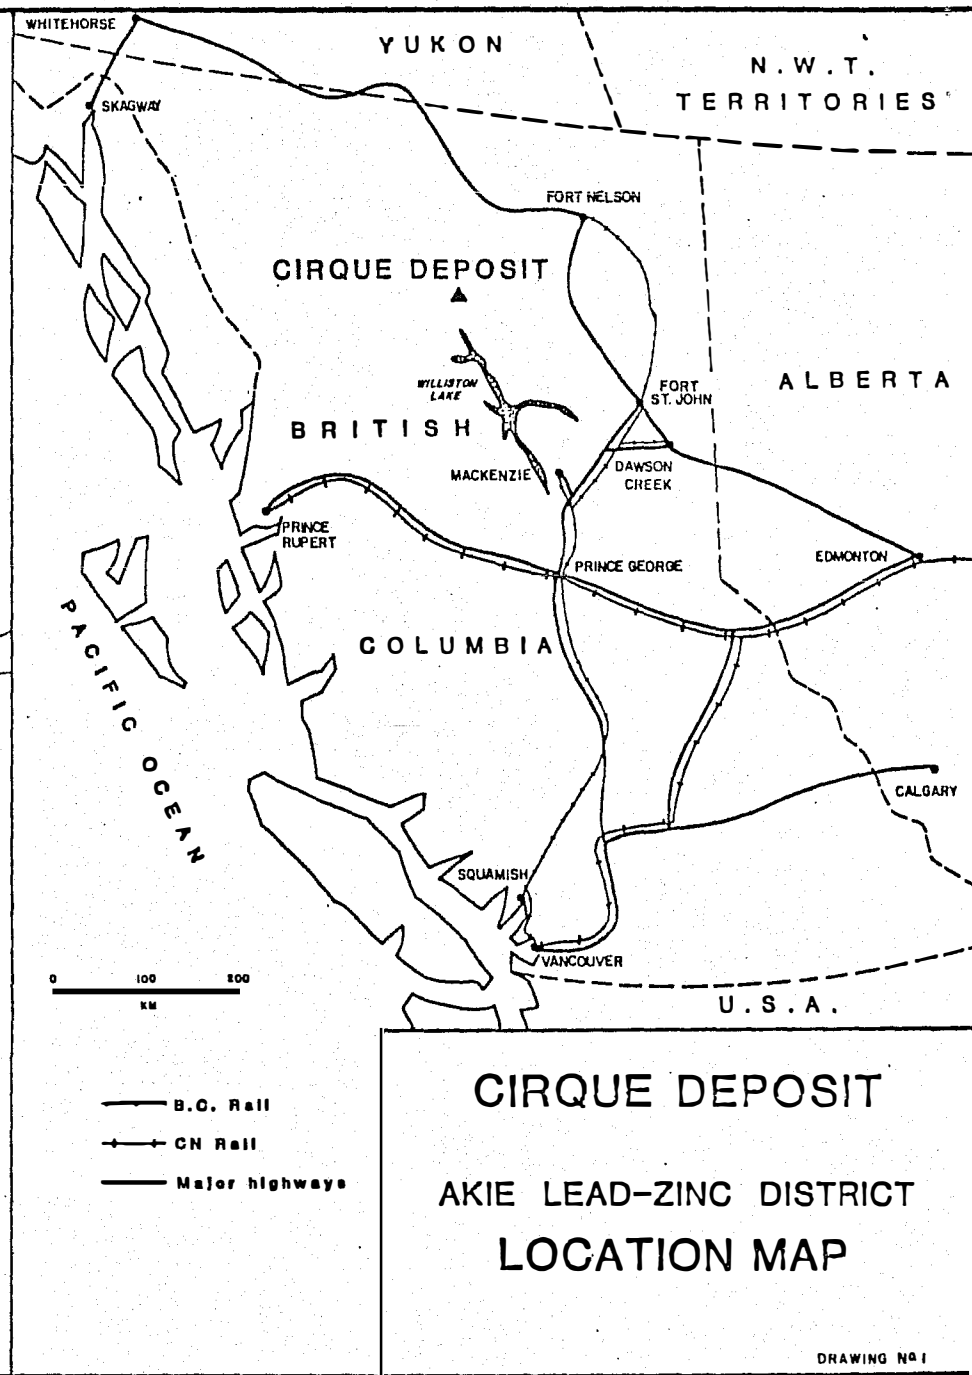 WHITEHORSE
YUKON
N.W.T.
TERRITORIES
SKAGWAY
FORT NELSON
CIRQUE DEPOSIT
WILLISTON
LAKE
FORT
ST. JOHN
ALBERTA
BRITISH
MACKENZIE
DAWSON
CREEK
PRINCE
RUPERT
PRINCE GEORGE
EDMONTON
PACIFIC OCEAN
COLUMBIA
CALGARY
SQUAMISH
VANCOUVER
0 100 200
KM
U.S.A.
B.C. Rail
CN Rail
Major highways
CIRQUE DEPOSIT
AKIE LEAD-ZINC DISTRICT
LOCATION MAP
DRAWING Nº 1